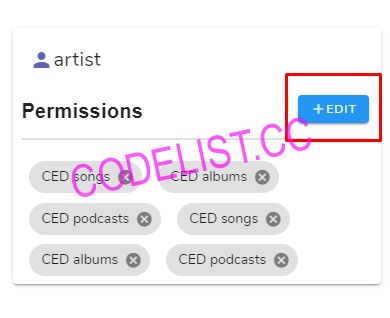 artist
Permissions
+EDIT
CODELIST.CC
CED songs CED albums
CED podcasts CED songs
CED albums CED podcasts